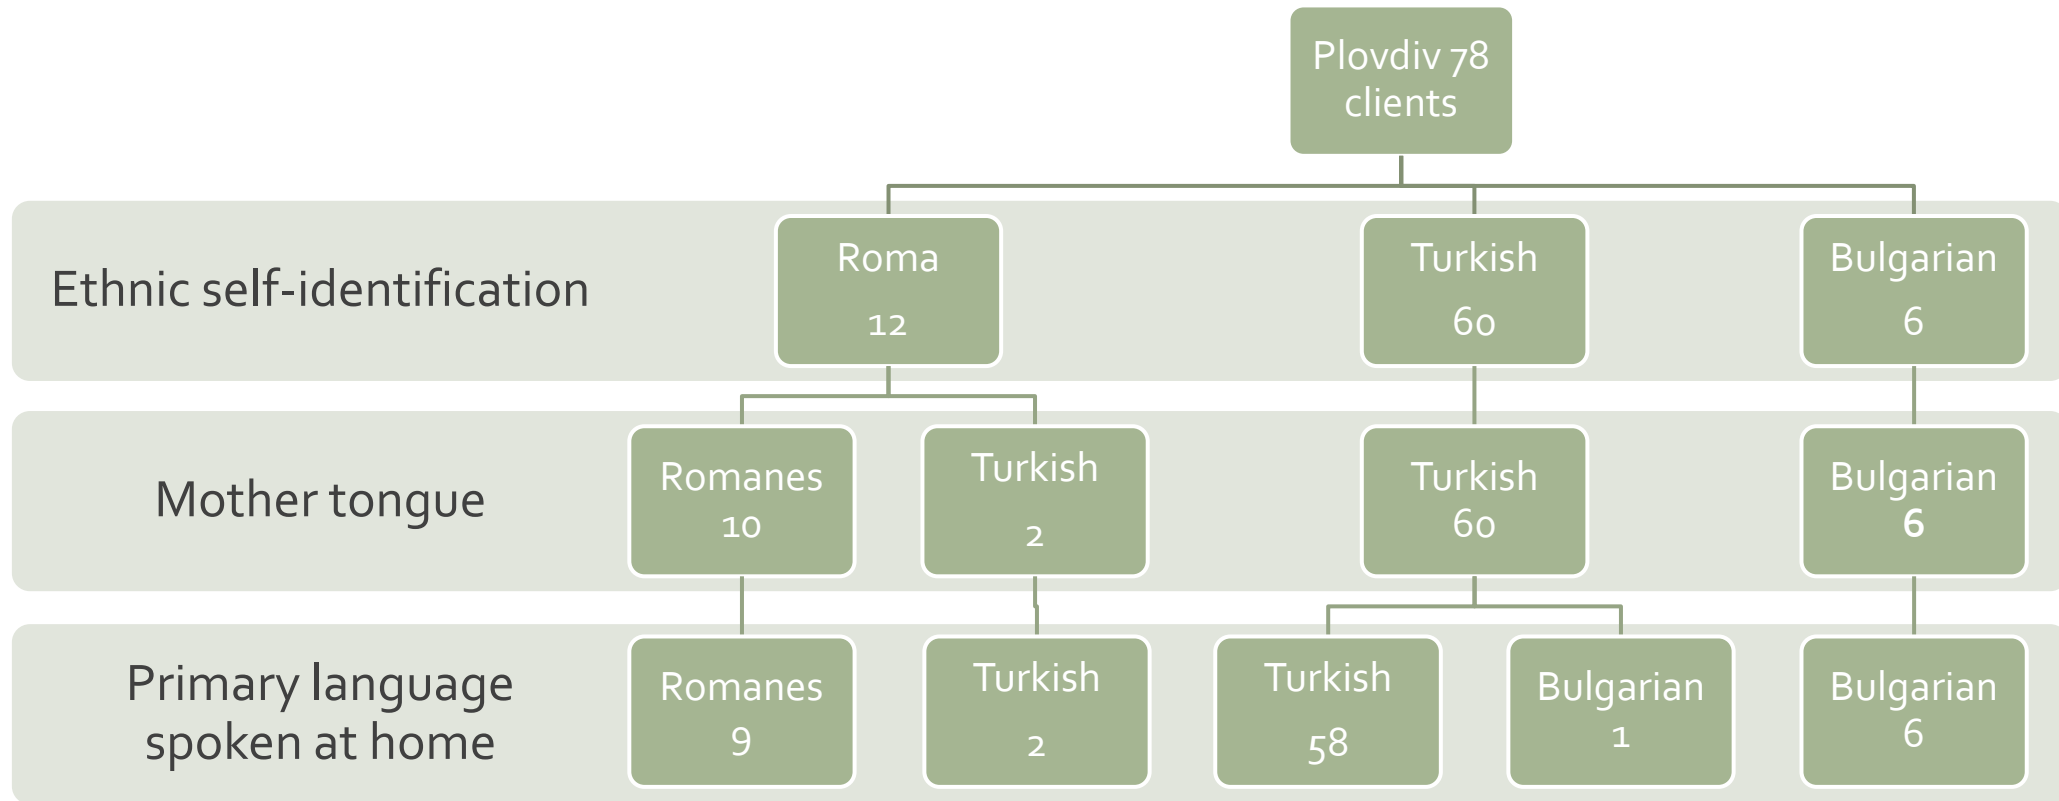 Plovdiv 78
clients
Ethnic self-identification
Roma
12
Turkish
60
Bulgarian
6
Mother tongue
Romanes
10
Turkish
2
Turkish
60
Bulgarian
6
Primary language
spoken at home
Romanes
9
Turkish
2
Turkish
58
Bulgarian
1
Bulgarian
6